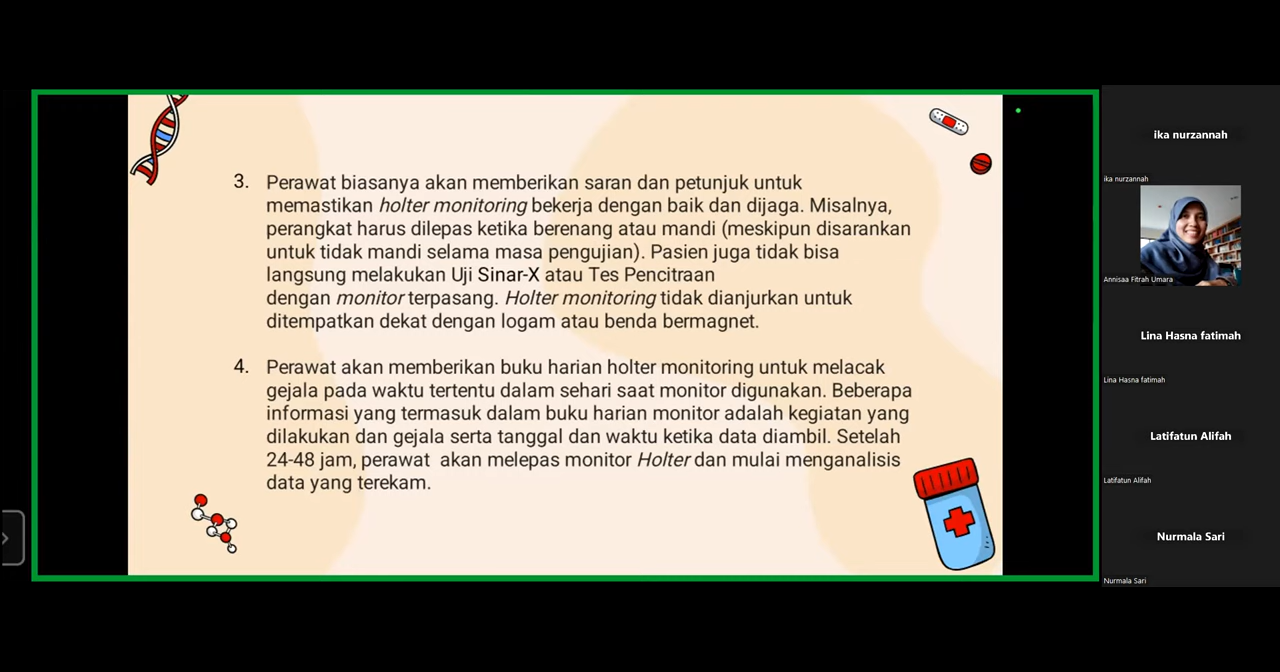 3. Perawat biasanya akan memberikan saran dan petunjuk untuk
memastikan holter monitoring bekerja dengan baik dan dijaga. Misalnya,
perangkat harus dilepas ketika berenang atau mandi (meskipun disarankan
untuk tidak mandi selama masa pengujian). Pasien juga tidak bisa
langsung melakukan Uji Sinar-X atau Tes Pencitraan
dengan monitor terpasang. Holter monitoring tidak dianjurkan untuk
ditempatkan dekat dengan logam atau benda bermagnet.
4. Perawat akan memberikan buku harian holter monitoring untuk melacak
gejala pada waktu tertentu dalam sehari saat monitor digunakan. Beberapa
informasi yang termasuk dalam buku harian monitor adalah kegiatan yang
dilakukan dan gejala serta tanggal dan waktu ketika data diambil. Setelah
24-48 jam, perawat akan melepas monitor Holter dan mulai menganalisis
data yang terekam.
ika nurzannah
ika nurzannah
Annisaa Fitrah Umara
Lina Hasna fatimah
Lina Hasna fatimah
Latifatun Alifah
Latifatun Alifah
Nurmala Sari
Nurmala Sari